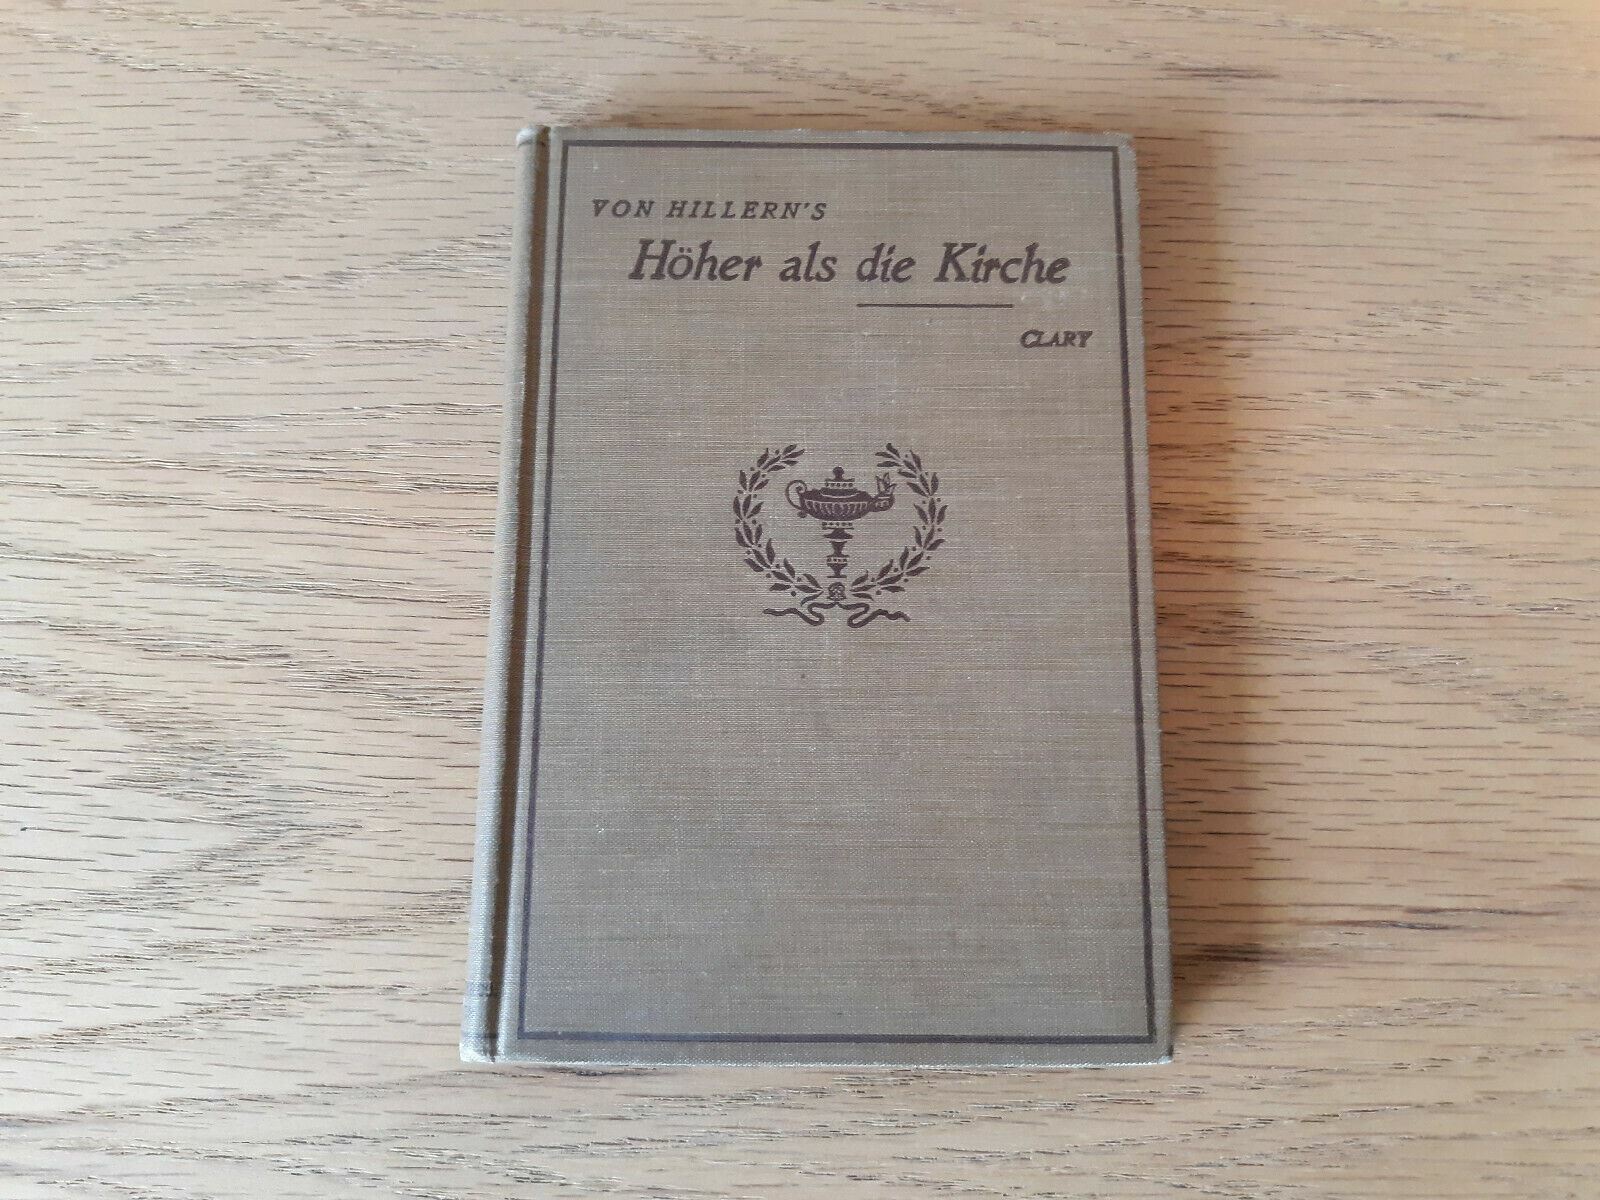 VON HILLERN'S
Höher als die Kirche
CLARY